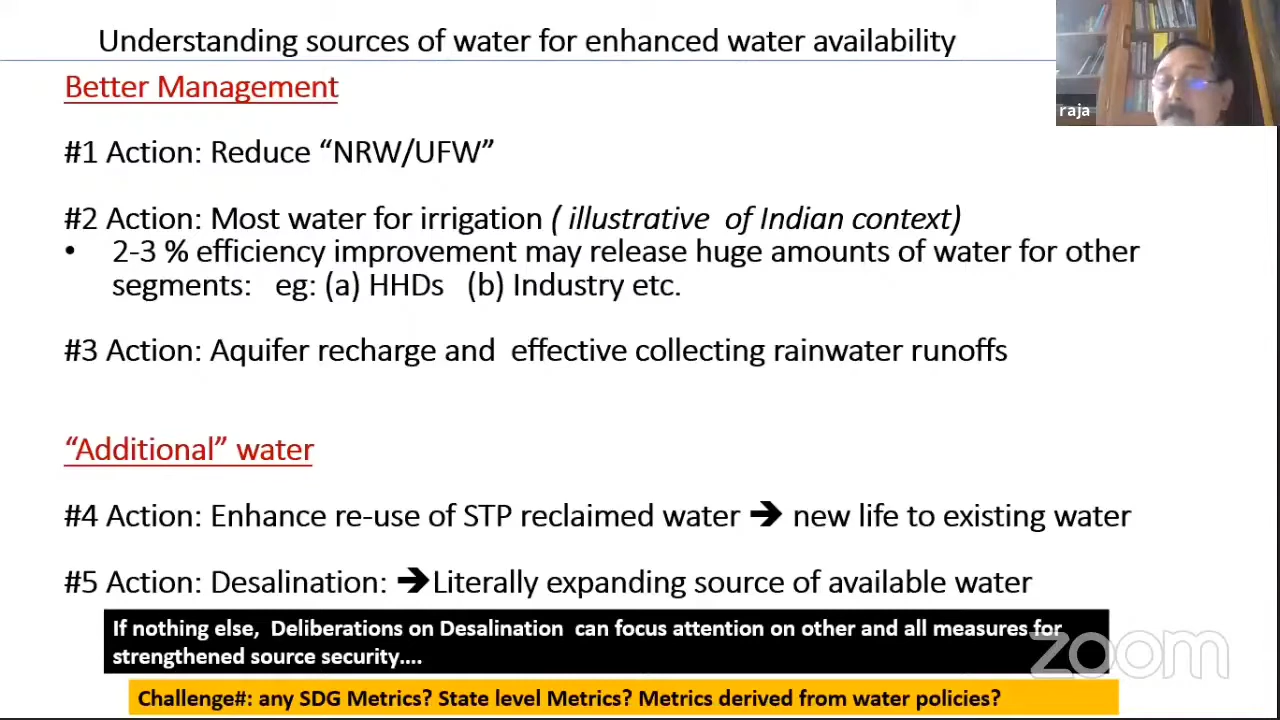 Understanding sources of water for enhanced water availability
raja
Better Management
#1 Action: Reduce “NRW/UFW”
#2 Action: Most water for irrigation ( illustrative of Indian context)
• 2-3 % efficiency improvement may release huge amounts of water for other
segments: eg: (a) HHDs (b) Industry etc.
#3 Action: Aquifer recharge and effective collecting rainwater runoffs
“Additional” water
#4 Action: Enhance re-use of STP reclaimed water ➔ new life to existing water
#5 Action: Desalination: ➔Literally expanding source of available water
If nothing else, Deliberations on Desalination can focus attention on other and all measures for
strengthened source security....
zoom
Challenge#: any SDG Metrics? State level Metrics? Metrics derived from water policies?